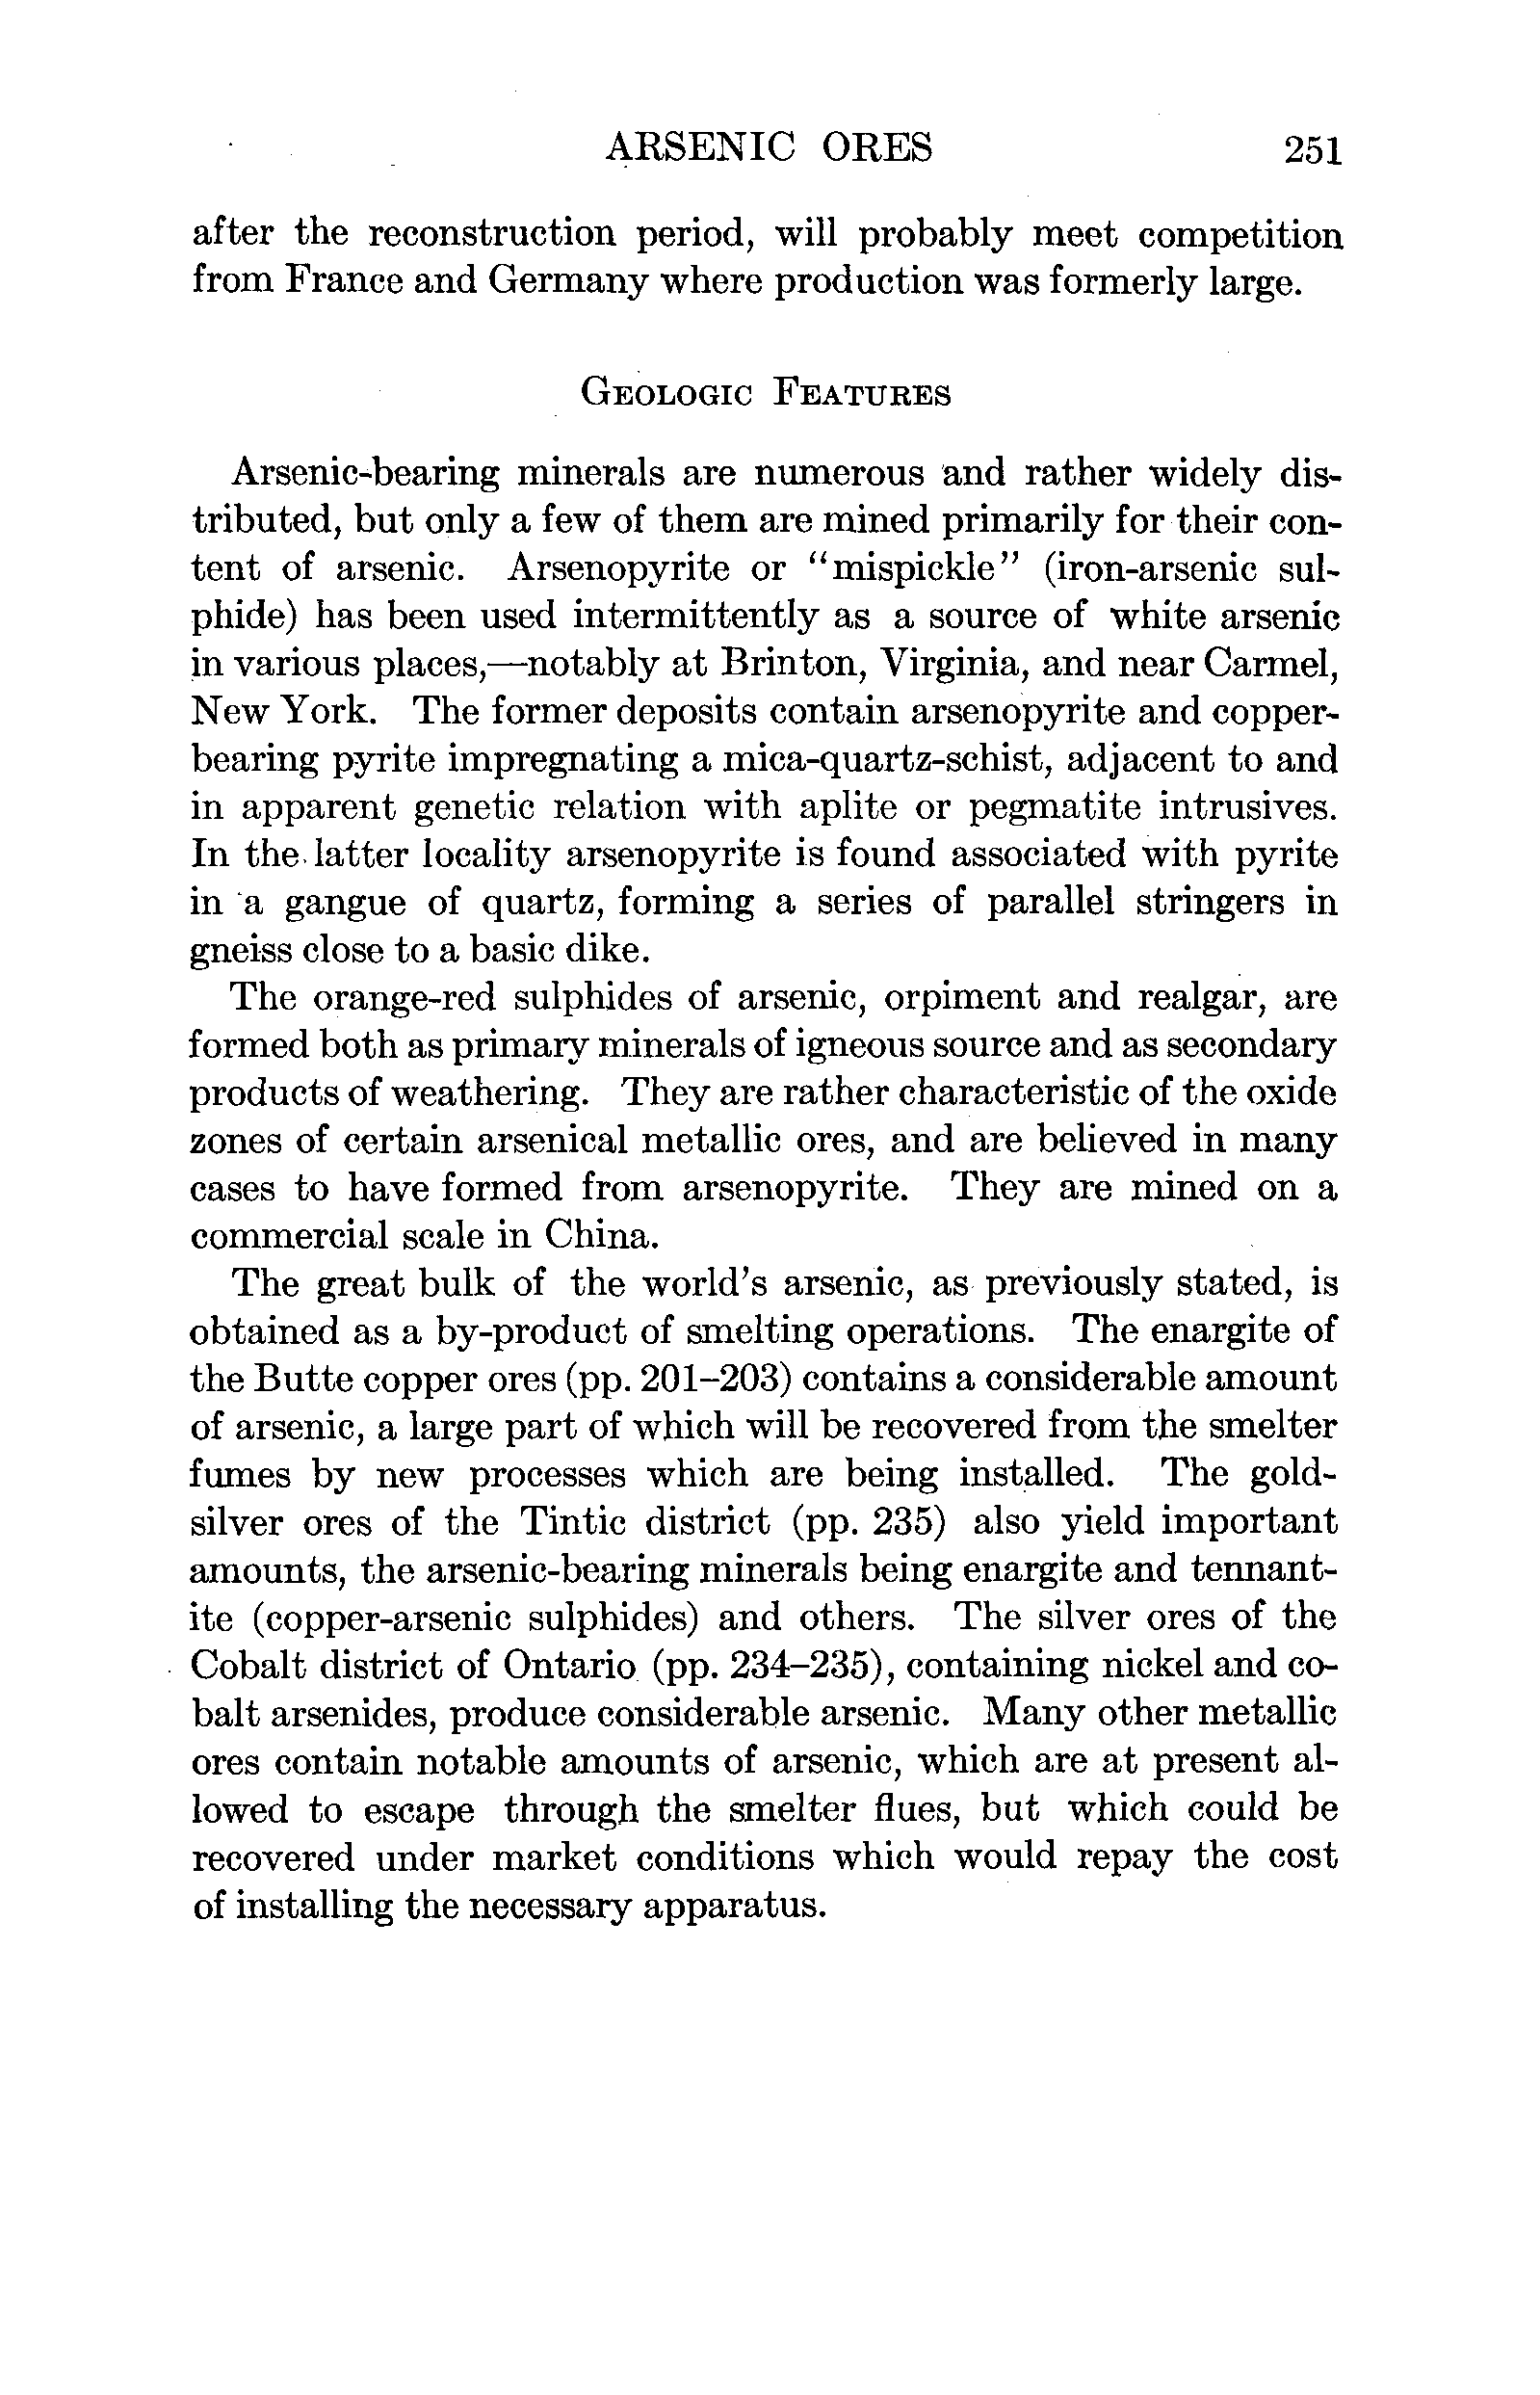 ARSENIC ORES 251
after the reconstruction period, will probably meet competition
from France and Germany where production was formerly large.
GEOLOGIC FEATURES
Arsenic-bearing minerals are numerous and rather widely dis-
tributed, but only a few of them are mined primarily for their con-
tent of arsenic. Arsenopyrite or “mispickle” (iron-arsenic sul-
phide) has been used intermittently as a source of white arsenic
in various places,—notably at Brinton, Virginia, and near Carmel,
New York. The former deposits contain arsenopyrite and copper-
bearing pyrite impregnating a mica-quartz-schist, adjacent to and
in apparent genetic relation with aplite or pegmatite intrusives.
In the latter locality arsenopyrite is found associated with pyrite
in a gangue of quartz, forming a series of parallel stringers in
gneiss close to a basic dike.
The orange-red sulphides of arsenic, orpiment and realgar, are
formed both as primary minerals of igneous source and as secondary
products of weathering. They are rather characteristic of the oxide
zones of certain arsenical metallic ores, and are believed in many
cases to have formed from arsenopyrite. They are mined on a
commercial scale in China.
The great bulk of the world’s arsenic, as previously stated, is
obtained as a by-product of smelting operations. The enargite of
the Butte copper ores (pp. 201–203) contains a considerable amount
of arsenic, a large part of which will be recovered from the smelter
fumes by new processes which are being installed. The gold-
silver ores of the Tintic district (pp. 235) also yield important
amounts, the arsenic-bearing minerals being enargite and tennant-
ite (copper-arsenic sulphides) and others. The silver ores of the
Cobalt district of Ontario (pp. 234–235), containing nickel and co-
balt arsenides, produce considerable arsenic. Many other metallic
ores contain notable amounts of arsenic, which are at present al-
lowed to escape through the smelter flues, but which could be
recovered under market conditions which would repay the cost
of installing the necessary apparatus.